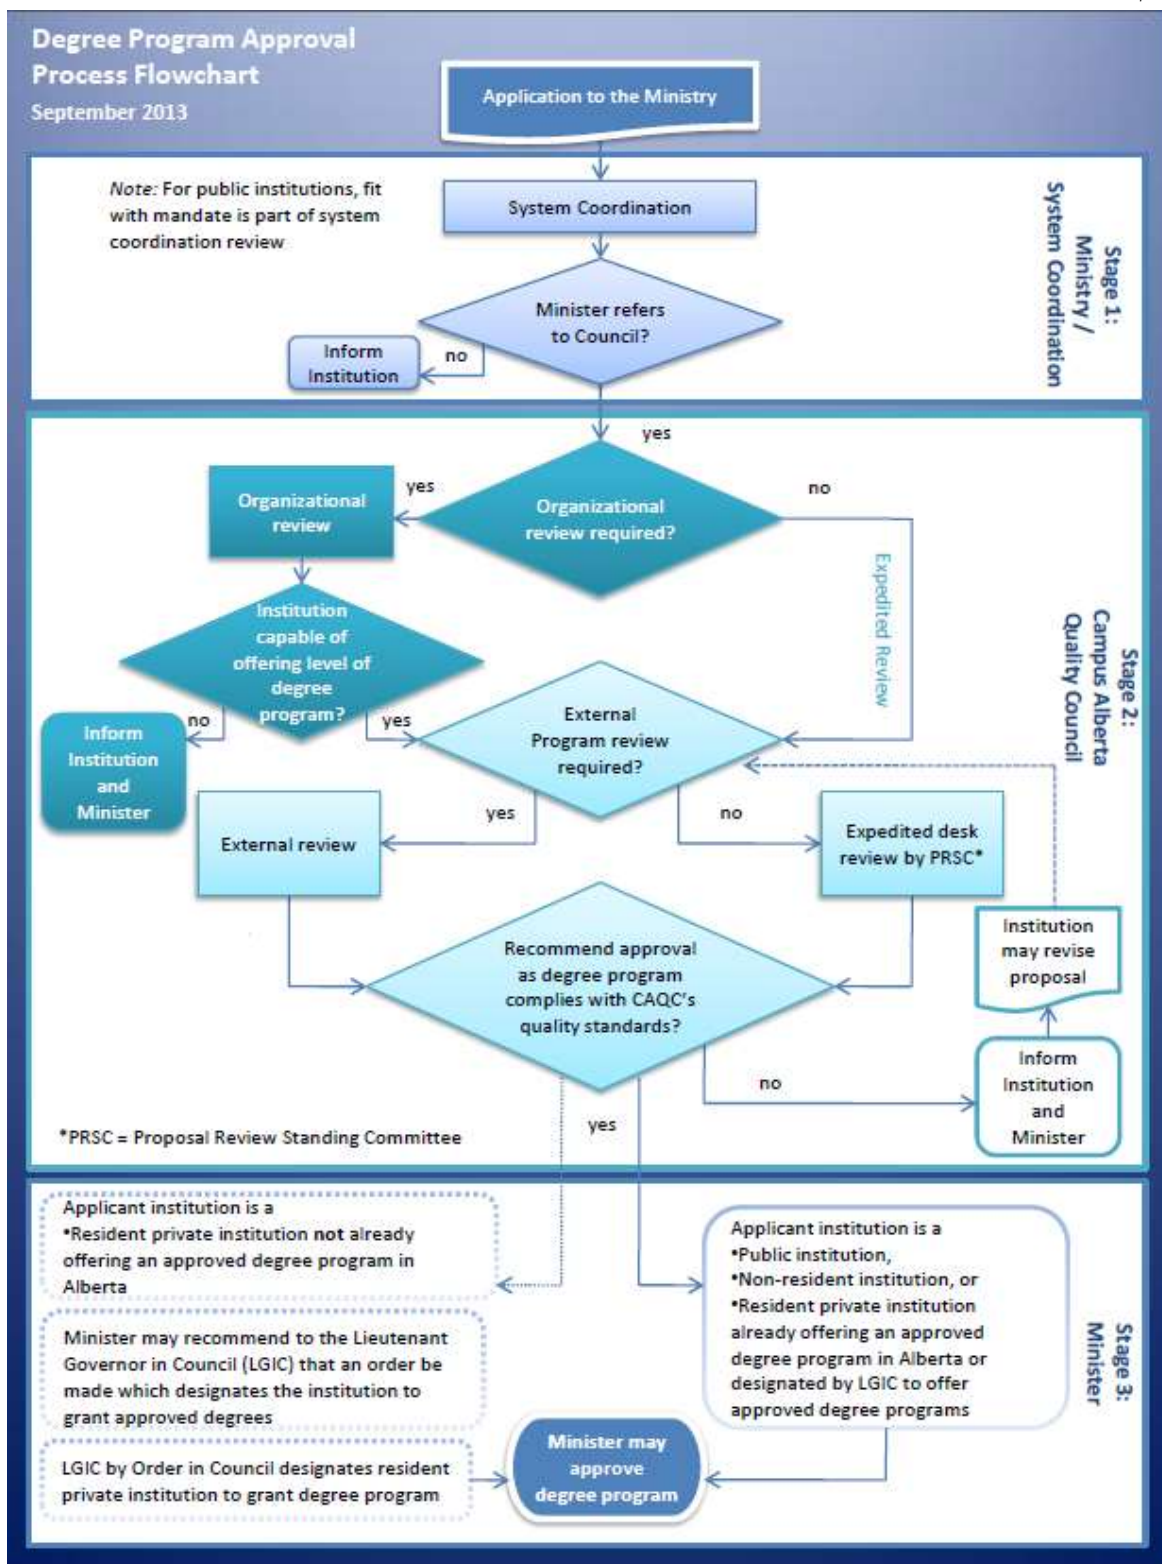 Degree Program Approval
Process Flowchart
September 2013
Application to the Ministry
Note: For public institutions, fit
with mandate is part of system
coordination review
System Coordination
Stage 1:
Ministry /
System Coordination
Minister refers
to Council?
no
Inform
Institution
yes
Organizational
review required?
yes
no
Organizational
review
Expedited Review
Stage 2:
Campus Alberta
Quality Council
Institution
capable of
offering level of
degree
program?
no
yes
Inform
Institution
and
Minister
External
Program review
required?
yes
no
External review
Expedited desk
review by PRSC*
Institution
may revise
proposal
Recommend approval
as degree program
complies with CAQC's
quality standards?
no
Inform
Institution
and
Minister
yes
*PRSC = Proposal Review Standing Committee
Applicant institution is a
•Resident private institution not already
offering an approved degree program in
Alberta
Minister may recommend to the Lieutenant
Governor in Council (LGIC) that an order be
made which designates the institution to
grant approved degrees
LGIC by Order in Council designates resident
private institution to grant degree program
Applicant institution is a
•Public institution,
•Non-resident institution, or
•Resident private institution
already offering an approved
degree program in Alberta or
designated by LGIC to offer
approved degree programs
Stage 3:
Minister
Minister may
approve
degree program